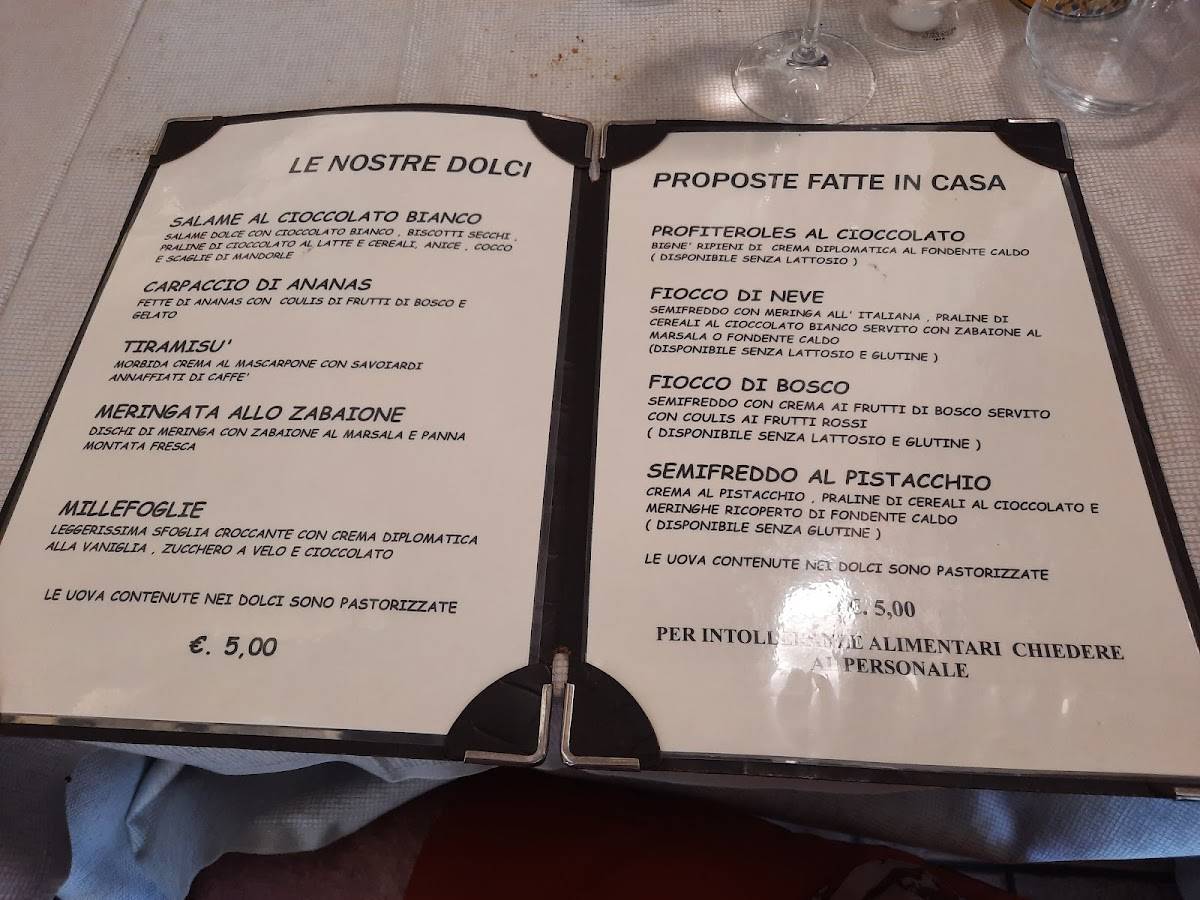 LE NOSTRE DOLCI
SALAME AL CIOCCOLATO BIANCO
SALAME DOLCE CON CIOCCOLATO BIANCO , BISCOTTI SECCHI ,
PRALINE DI CIOCCOLATO AL LATTE E CEREALI, ANICE , COCCO
E SCAGLIE DI MANDORLE
CARPACCIO DI ANANAS
FETTE DI ANANAS CON COULIS DI FRUTTI DI BOSCO E
GELATO
TIRAMISU'
MORBIDA CREMA AL MASCARPONE CON SAVOIARDI
ANNAFFIATI DI CAFFE'
MERINGATA ALLO ZABAIONE
DISCHI DI MERINGA CON ZABAIONE AL MARSALA E PANNA
MONTATA FRESCA
MILLEFOGLIE
LEGGERISSIMA SFOGLIA CROCCANTE CON CREMA DIPLOMATICA
ALLA VANIGLIA , ZUCCHERO A VELO E CIOCCOLATO
LE UOVA CONTENUTE NEI DOLCI SONO PASTORIZZATE
€. 5,00
PROPOSTE FATTE IN CASA
PROFITEROLES AL CIOCCOLATO
BIGNE' RIPIENI DI CREMA DIPLOMATICA AL FONDENTE CALDO
( DISPONIBILE SENZA LATTOSIO )
FIOCCO DI NEVE
SEMIFREDDO CON MERINGA ALL' ITALIANA , PRALINE DI
CEREALI AL CIOCCOLATO BIANCO SERVITO CON ZABAIONE AL
MARSALA O FONDENTE CALDO
(DISPONIBILE SENZA LATTOSIO E GLUTINE )
FIOCCO DI BOSCO
SEMIFREDDO CON CREMA AI FRUTTI DI BOSCO SERVITO
CON COULIS AI FRUTTI ROSSI
( DISPONIBILE SENZA LATTOSIO E GLUTINE )
SEMIFREDDO AL PISTACCHIO
CREMA AL PISTACCHIO , PRALINE DI CEREALI AL CIOCCOLATO E
MERINGHE RICOPERTO DI FONDENTE CALDO
( DISPONIBILE SENZA GLUTINE )
LE UOVA CONTENUTE NEI DOLCI SONO PASTORIZZATE
€. 5,00
PER INTOLLERANZE ALIMENTARI CHIEDERE
AL PERSONALE